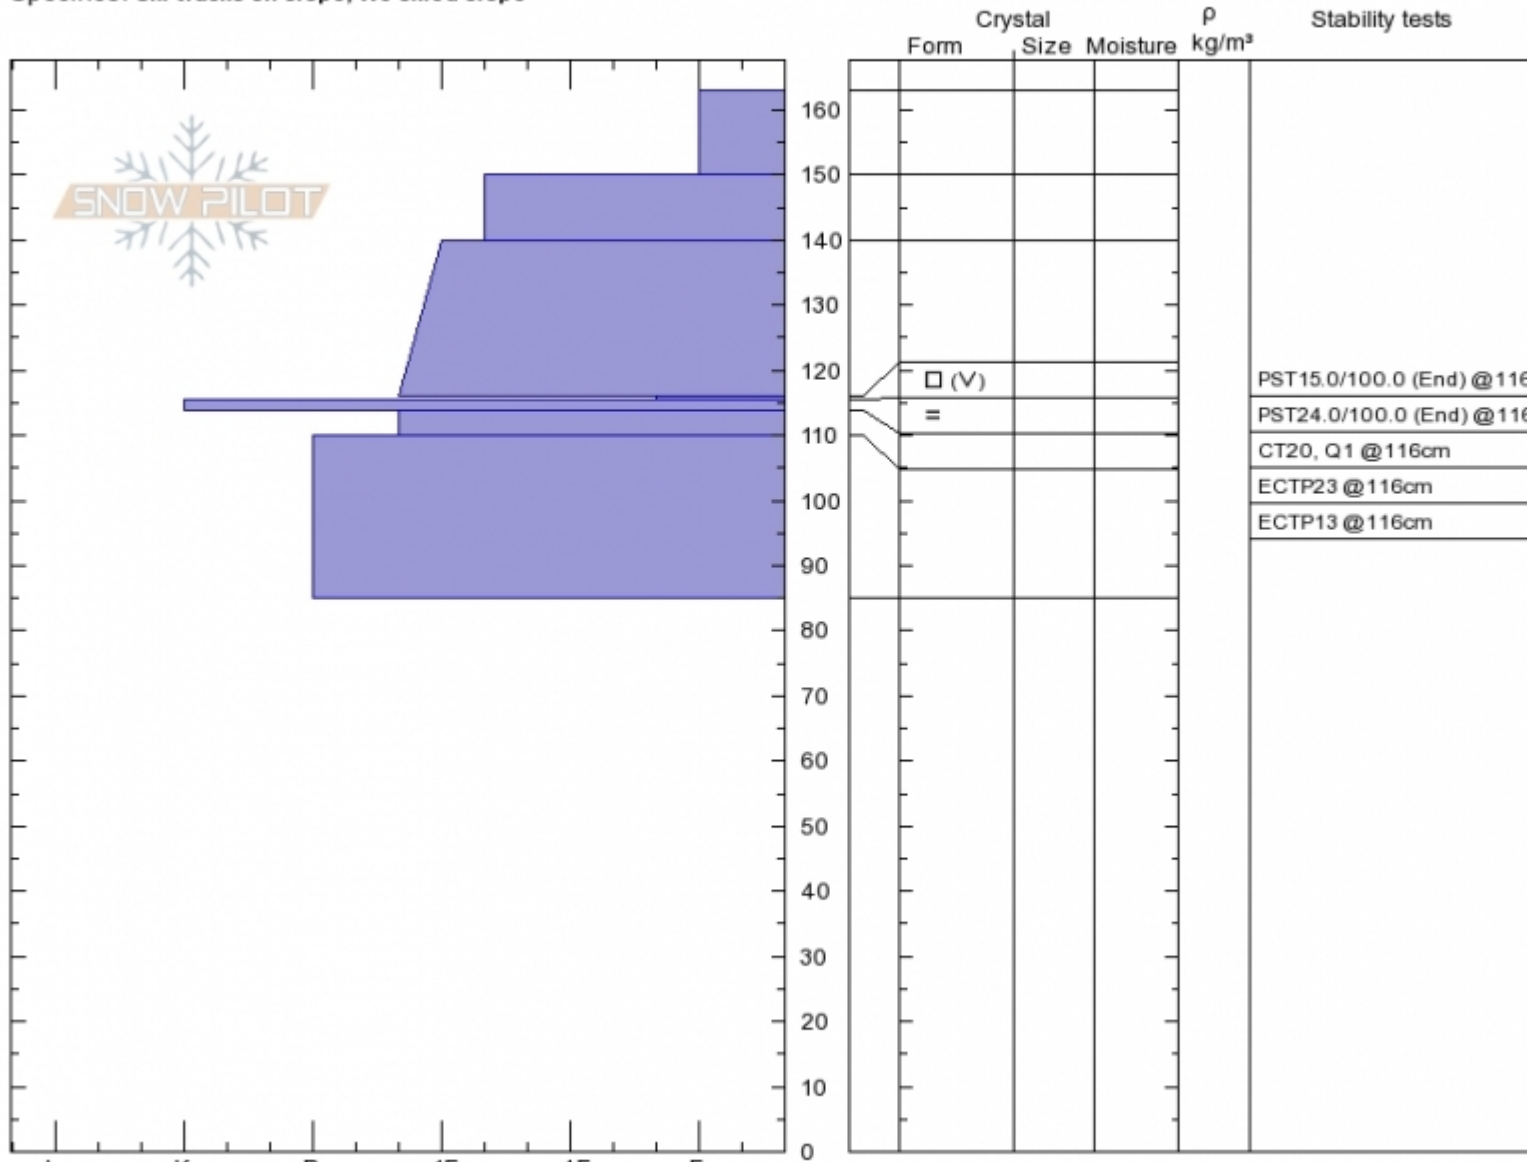 Crystal ρ Stability tests
Form Size Moisture kg/m³
SNOW PILOT
160
150
140
130
120
110
100
90
80
70
60
50
40
30
20
10
0
□ (V)
=
PST15.0/100.0 (End) @116
PST24.0/100.0 (End) @116
CT20, Q1 @116cm
ECTP23 @116cm
ECTP13 @116cm